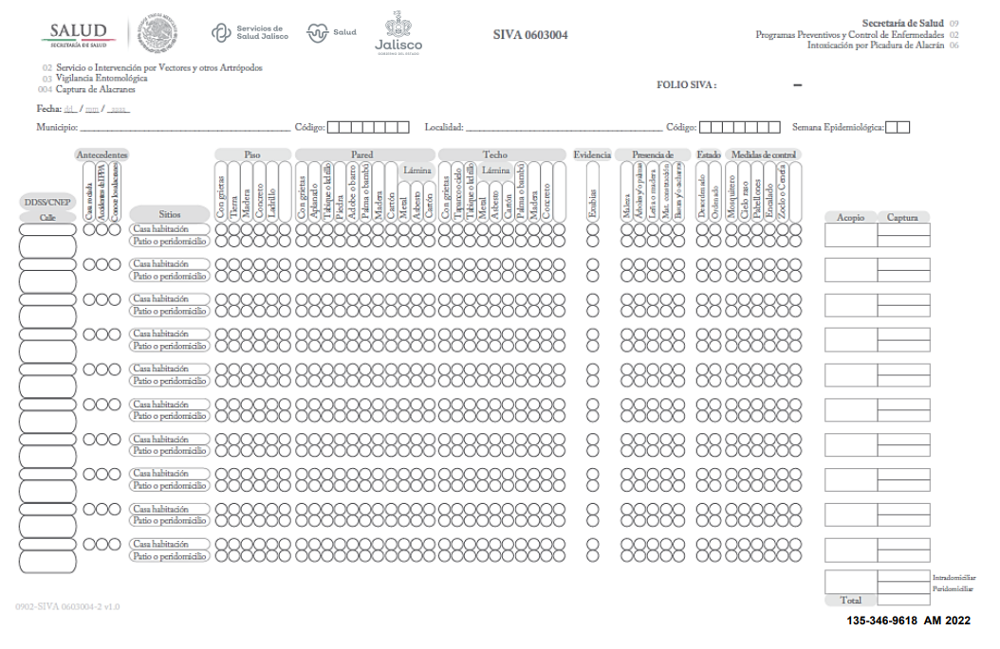 SALUD
SECRETARÍA DE SALUD
Servicios de
Salud Jalisco
Salud
Jalisco
GOBIERNO DEL ESTADO
SIVA 0603004
Secretaría de Salud 09
Programas Preventivos y Control de Enfermedades 02
Intoxicación por Picadura de Alacrán 06
02 Servicio o Intervención por Vectores y otros Artrópodos
03 Vigilancia Entomológica
004 Captura de Alacranes
FOLIO SIVA : –
Fecha: dd / mm / aaaa
Municipio: Código: Localidad: Código: Semana Epidemiológica:
Antecedentes Piso Pared Techo Evidencia Presencia de Estado Medidas de control
Lámina Lámina
Casa rociada
Accidentes de IPPA
Conoce localizaciones
Con grietas
Tierra
Madera
Concreto
Ladrillo
Con grietas
Aplanado
Tabique o ladrillo
Piedra
Adobe o barro
Palma o bambú
Madera
Cartón
Metal
Asbesto
Cartón
Con grietas
Tapanco o cielo
Tabique o ladrillo
Metal
Asbesto
Cartón
Palma o bambú
Madera
Concreto
Exubias
Maleza
Árboles y/o palmas
Leña o madera
Mat. construcción
Basura y/o cacharros
Desordenado
Ordenado
Mosquitero
Cielo raso
Pabellones
Enjarrado
Zoclo o Cenefa
DDSS/CNEP
Calle
Sitios
Acopio Captura
Casa habitación
Patio o peridomicilio
Casa habitación
Patio o peridomicilio
Casa habitación
Patio o peridomicilio
Casa habitación
Patio o peridomicilio
Casa habitación
Patio o peridomicilio
Casa habitación
Patio o peridomicilio
Casa habitación
Patio o peridomicilio
Casa habitación
Patio o peridomicilio
Casa habitación
Patio o peridomicilio
Casa habitación
Patio o peridomicilio
Intradomiciliar
Peridomiciliar
Total
0902-SIVA 0603004-2 v1.0
135-346-9618 AM 2022